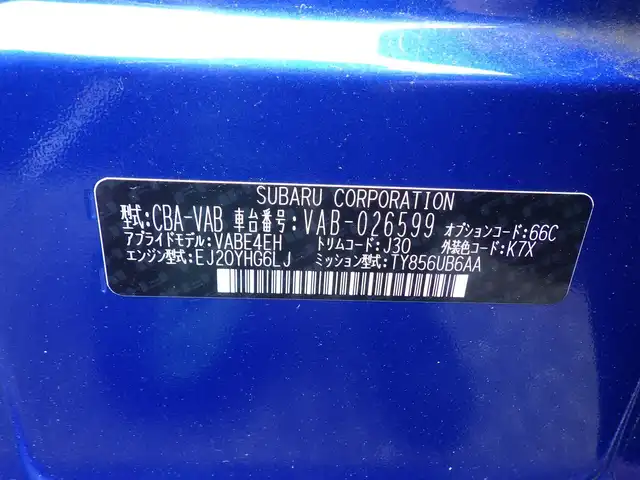 SUBARU CORPORATION
型式:CBA-VAB 車台番号:VAB-026599 オプションコード:66C
アプライドモデル:VABE4EH トリムコード:J30 外装色コード:K7X
エンジン型式:EJ20YHG6LJ ミッション型式:TY856UB6AA